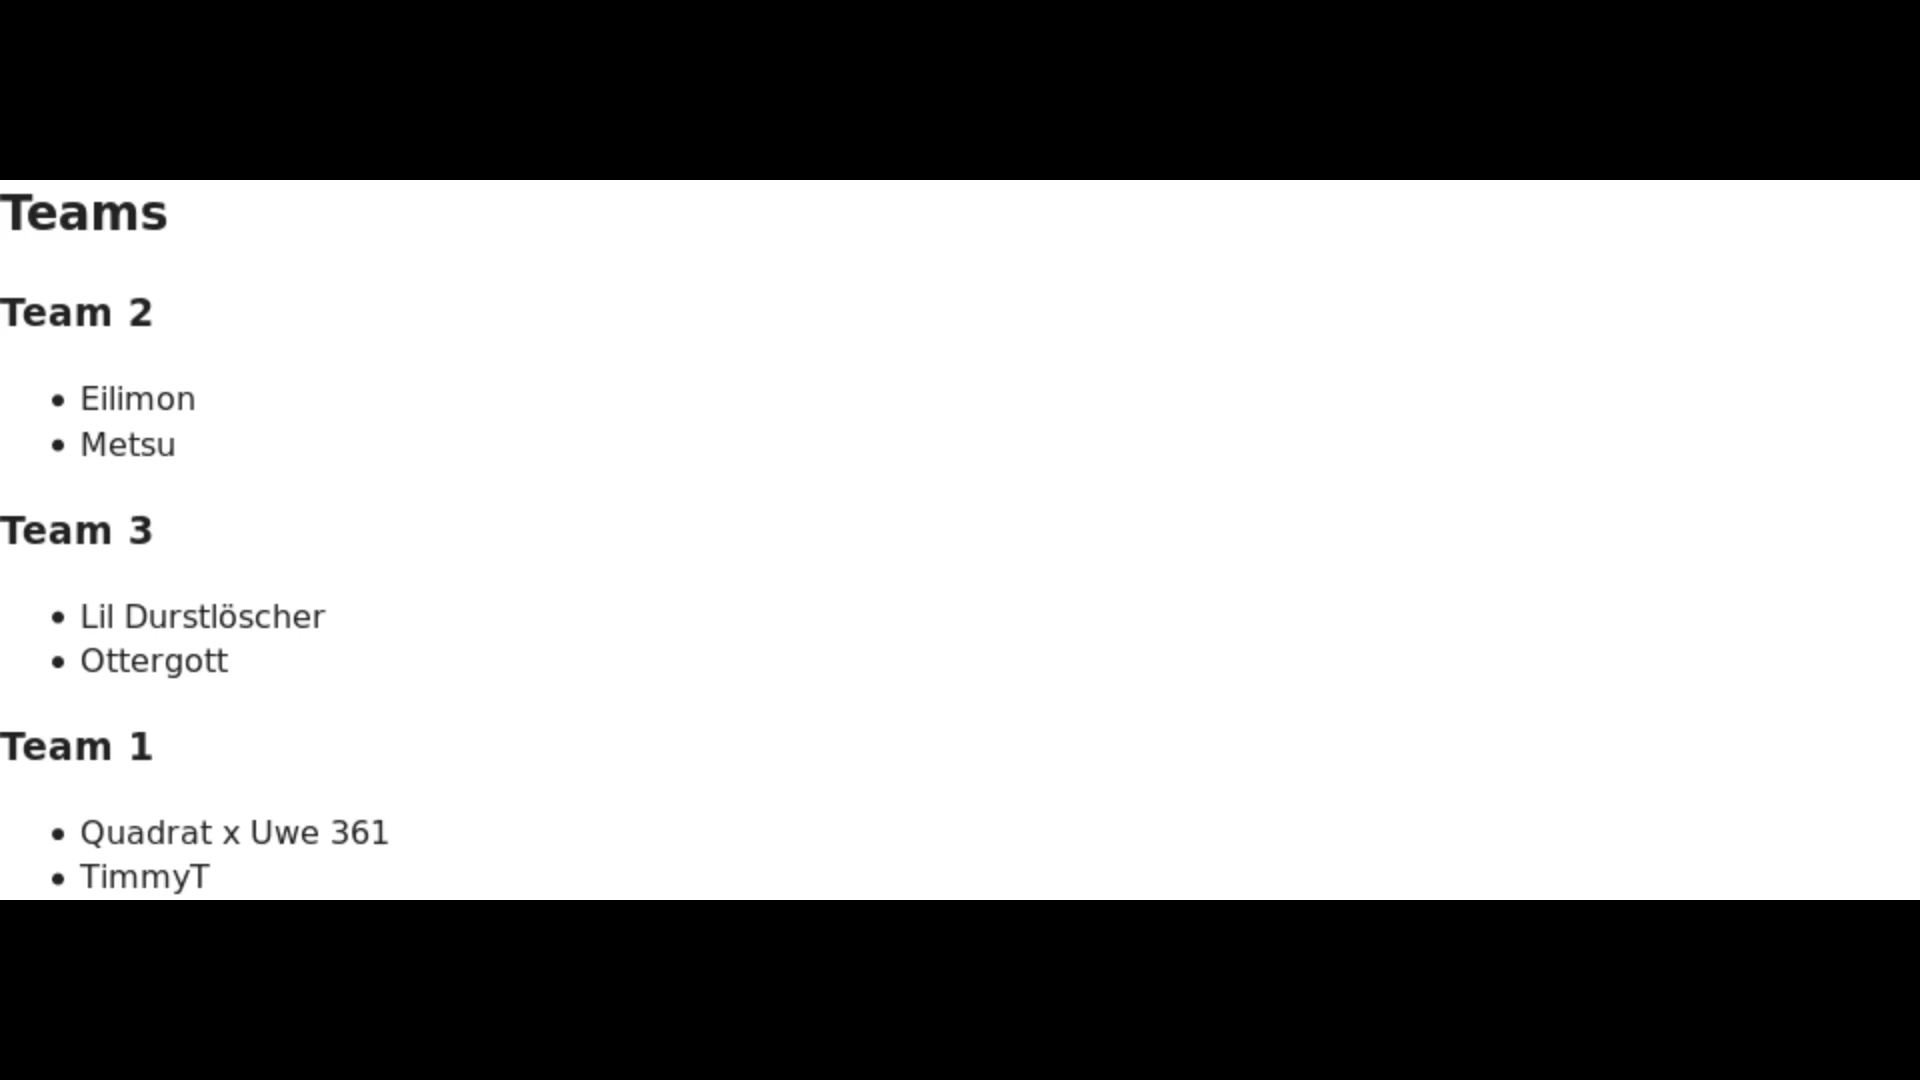 Teams
Team 2
Eilimon
Metsu
Team 3
Lil Durstlöscher
Ottergott
Team 1
Quadrat x Uwe 361
TimmyT